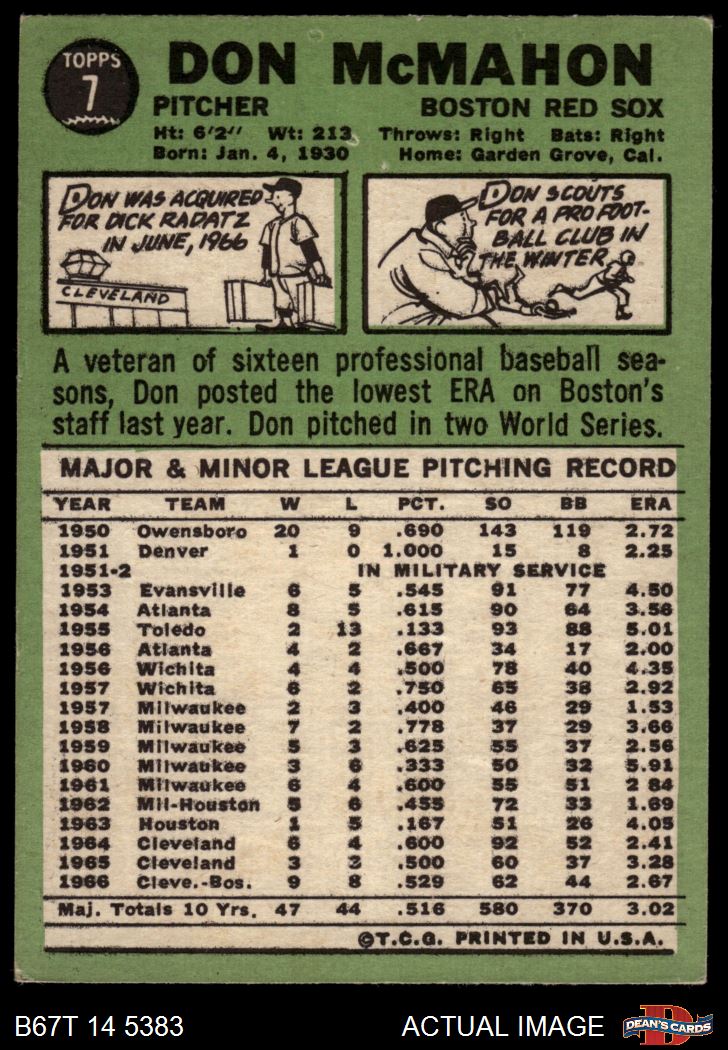 TOPPS
7
DON McMAHON
PITCHER BOSTON RED SOX
Ht: 6'2" Wt: 213 Throws: Right Bats: Right
Born: Jan. 4, 1930 Home: Garden Grove, Cal.
DON WAS ACQUIRED
FOR DICK RADATZ
IN JUNE, 1966
CLEVELAND
DON SCOUTS
FOR A PRO FOOT-
BALL CLUB IN
THE WINTER
A veteran of sixteen professional baseball sea-
sons, Don posted the lowest ERA on Boston's
staff last year. Don pitched in two World Series.
MAJOR & MINOR LEAGUE PITCHING RECORD
YEAR TEAM W L PCT. SO BB ERA
1950 Owensboro 20 9 .690 143 119 2.72
1951 Denver 1 0 1.000 15 8 2.25
1951-2 IN MILITARY SERVICE
1953 Evansville 6 5 .545 91 77 4.50
1954 Atlanta 8 5 .615 90 64 3.56
1955 Toledo 2 13 .133 93 88 5.01
1956 Atlanta 4 2 .667 34 17 2.00
1956 Wichita 4 4 .500 78 40 4.35
1957 Wichita 6 2 .750 65 38 2.92
1957 Milwaukee 2 3 .400 46 29 1.53
1958 Milwaukee 7 2 .778 37 29 3.66
1959 Milwaukee 5 3 .625 55 37 2.56
1960 Milwaukee 3 6 .333 50 32 5.91
1961 Milwaukee 6 4 .600 55 51 2 84
1962 Mil-Houston 5 6 .455 72 33 1.69
1963 Houston 1 5 .167 51 26 4.05
1964 Cleveland 6 4 .600 92 52 2.41
1965 Cleveland 3 3 .500 60 37 3.28
1966 Cleve.-Bos. 9 8 .529 62 44 2.67
Maj. Totals 10 Yrs. 47 44 .516 580 370 3.02
©T.C.G. PRINTED IN U.S.A.
B67T 14 5383 ACTUAL IMAGE
D
DEAN'S CARDS